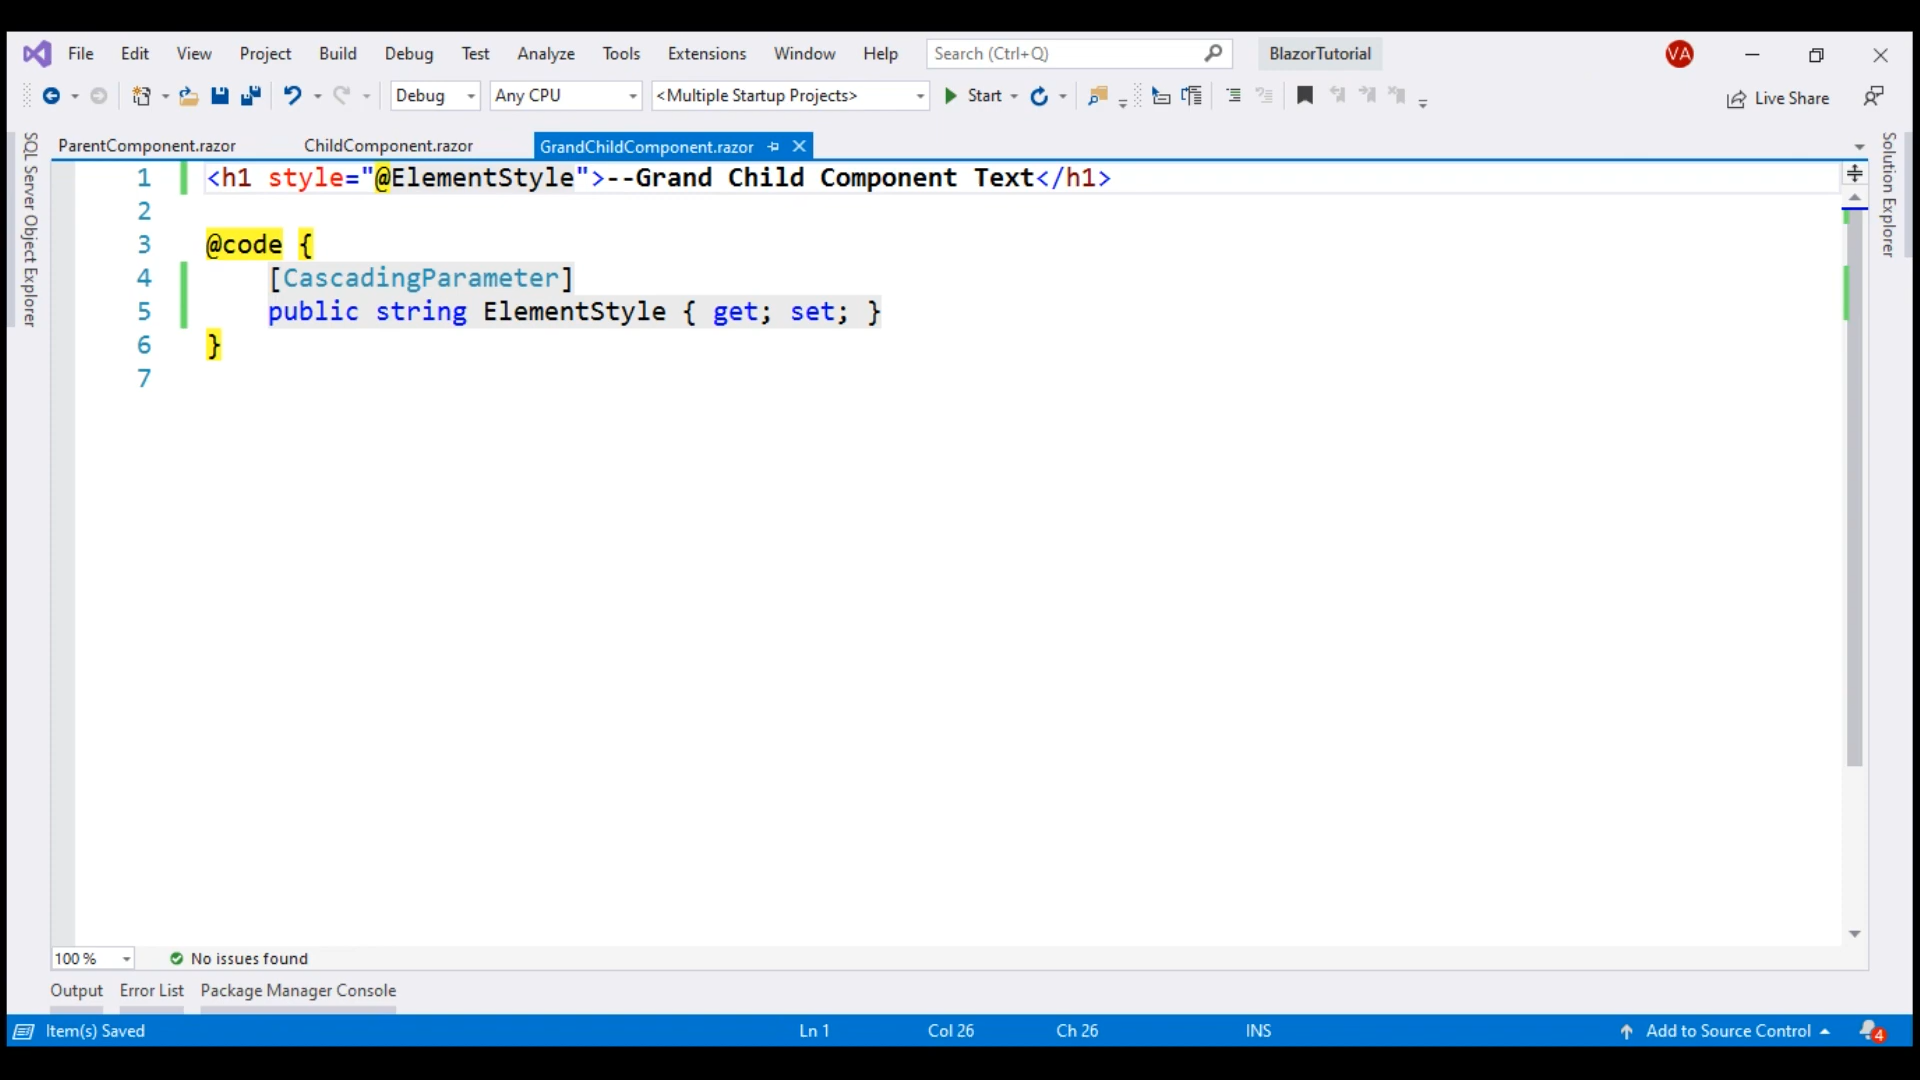 File Edit View Project Build Debug Test Analyze Tools Extensions Window Help Search (Ctrl+Q) BlazorTutorial VA
Debug Any CPU <Multiple Startup Projects> Start Live Share
SQL Server Object Explorer
ParentComponent.razor ChildComponent.razor GrandChildComponent.razor
Solution Explorer
1 <h1 style="@ElementStyle">--Grand Child Component Text</h1>
2
3 @code {
4 [CascadingParameter]
5 public string ElementStyle { get; set; }
6 }
7
100 % No issues found
Output Error List Package Manager Console
Item(s) Saved Ln 1 Col 26 Ch 26 INS Add to Source Control 4